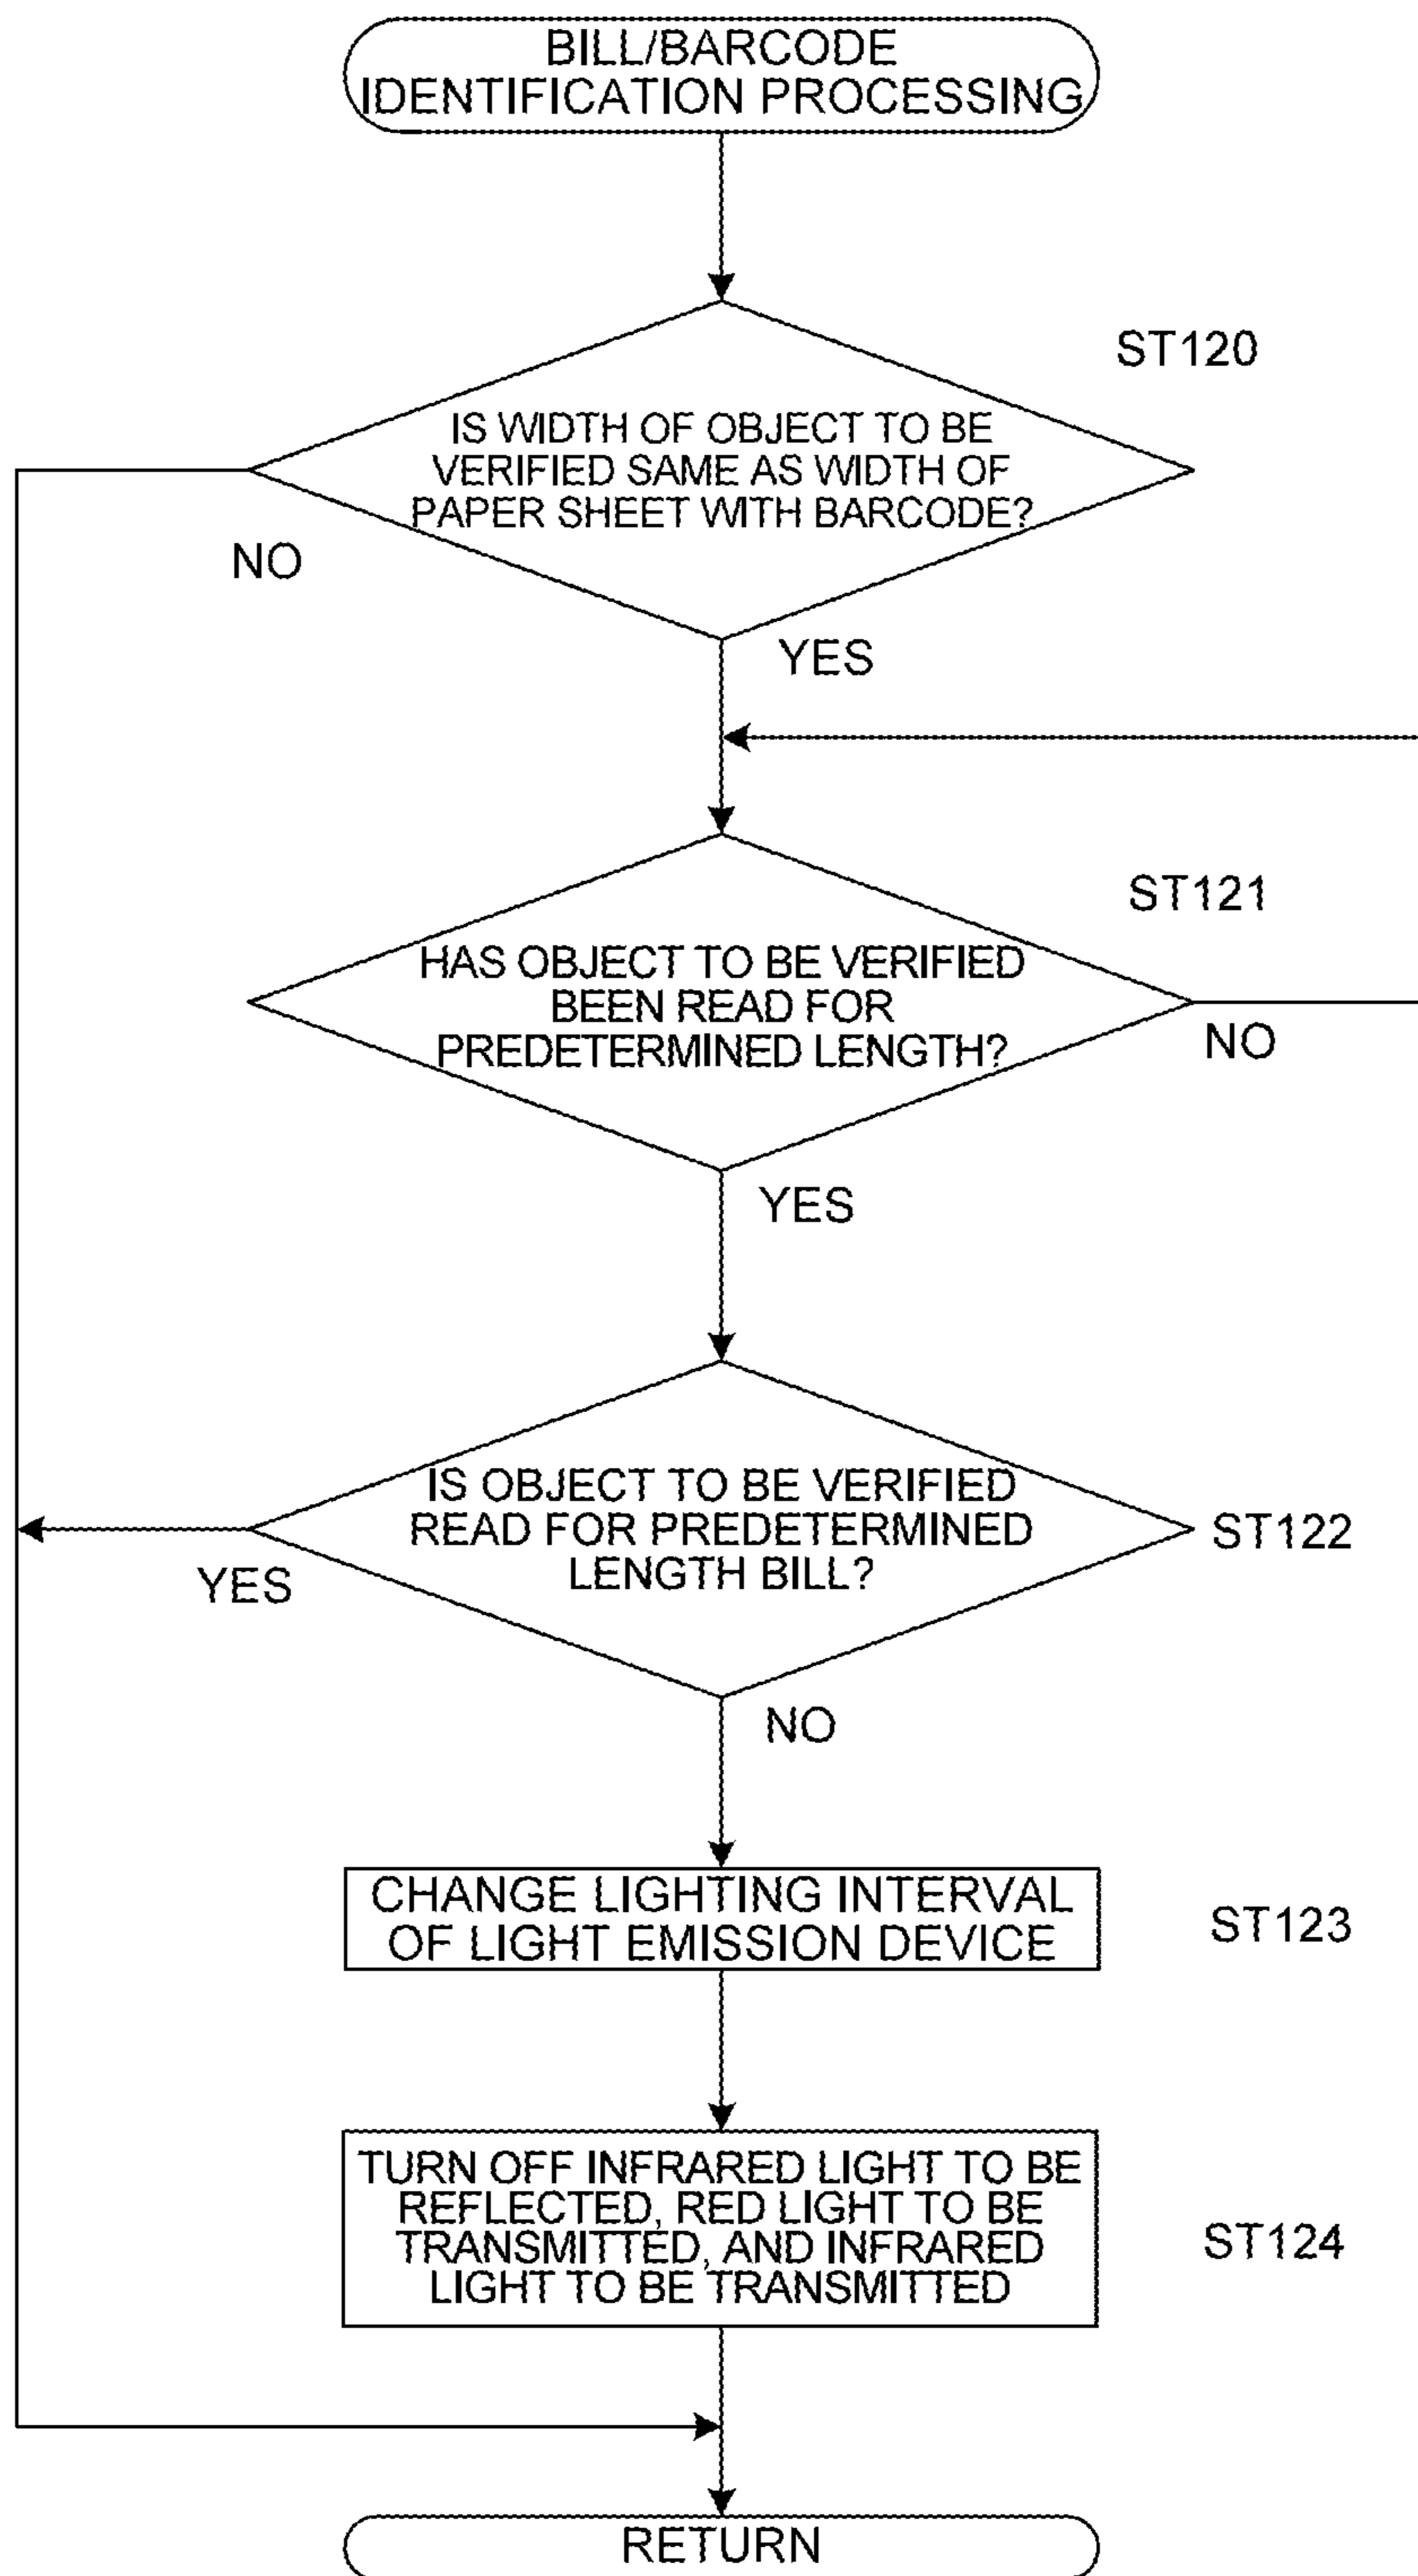 BILL/BARCODE
IDENTIFICATION PROCESSING
ST120
IS WIDTH OF OBJECT TO BE
VERIFIED SAME AS WIDTH OF
PAPER SHEET WITH BARCODE?
NO
YES
ST121
HAS OBJECT TO BE VERIFIED
BEEN READ FOR
PREDETERMINED LENGTH?
NO
YES
IS OBJECT TO BE VERIFIED
READ FOR PREDETERMINED
LENGTH BILL?
ST122
YES
NO
CHANGE LIGHTING INTERVAL
OF LIGHT EMISSION DEVICE
ST123
TURN OFF INFRARED LIGHT TO BE
REFLECTED, RED LIGHT TO BE
TRANSMITTED, AND INFRARED
LIGHT TO BE TRANSMITTED
ST124
RETURN